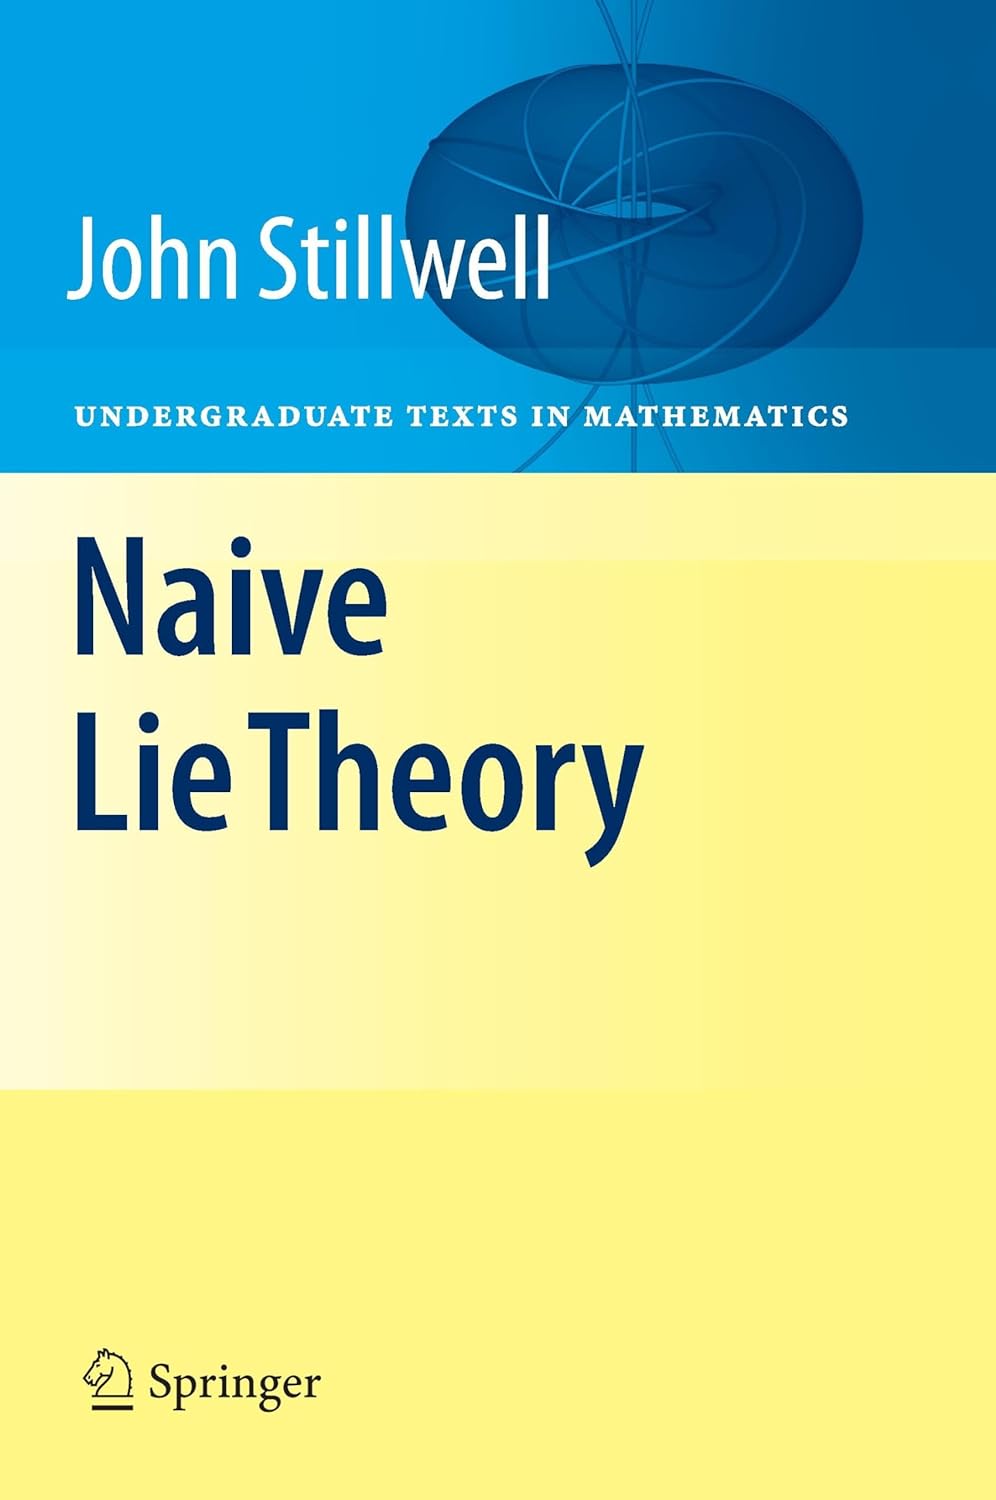 John Stillwell
UNDERGRADUATE TEXTS IN MATHEMATICS
Naive
Lie Theory
Springer